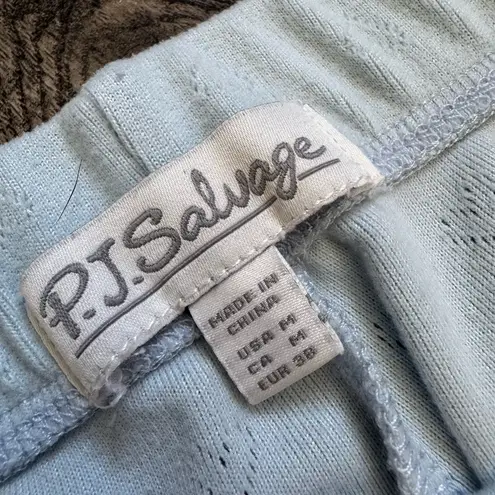 P.J. Salvage
MADE IN
CHINA
USA M
CA M
EUR 38